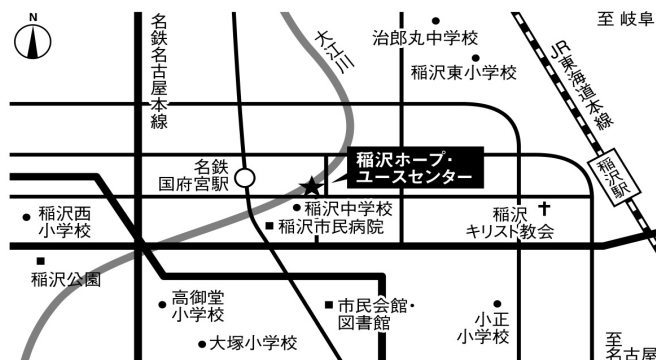 N
名鉄名古屋本線
大江川
治郎丸中学校
稲沢東小学校
至 岐阜
JR東海道本線
稲沢ホープ・
ユースセンター
名鉄
国府宮駅
稲沢駅
稲沢中学校
稲沢市民病院
稲沢
キリスト教会
稲沢西
小学校
稲沢公園
高御堂
小学校
大塚小学校
市民会館・
図書館
小正
小学校
至
名古屋